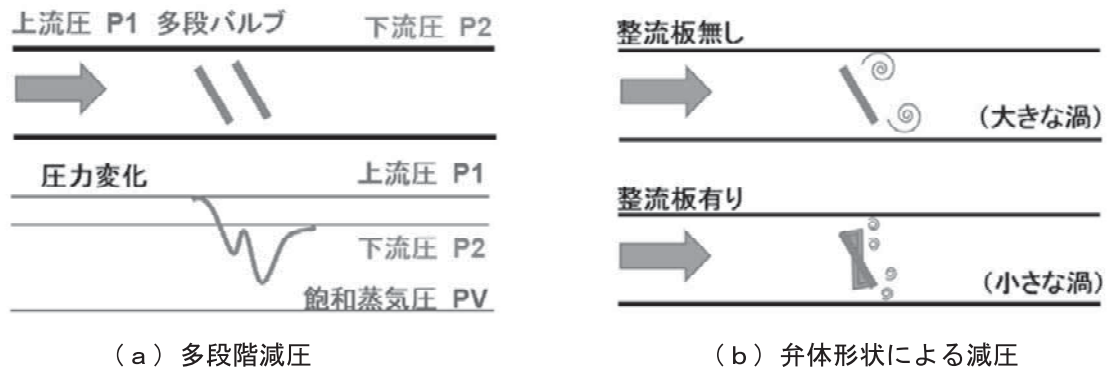 上流圧 P1 多段バルブ 下流圧 P2
圧力変化
上流圧 P1
下流圧 P2
飽和蒸気圧 PV
（a）多段階減圧
整流板無し
（大きな渦）
整流板有り
（小さな渦）
（b）弁体形状による減圧